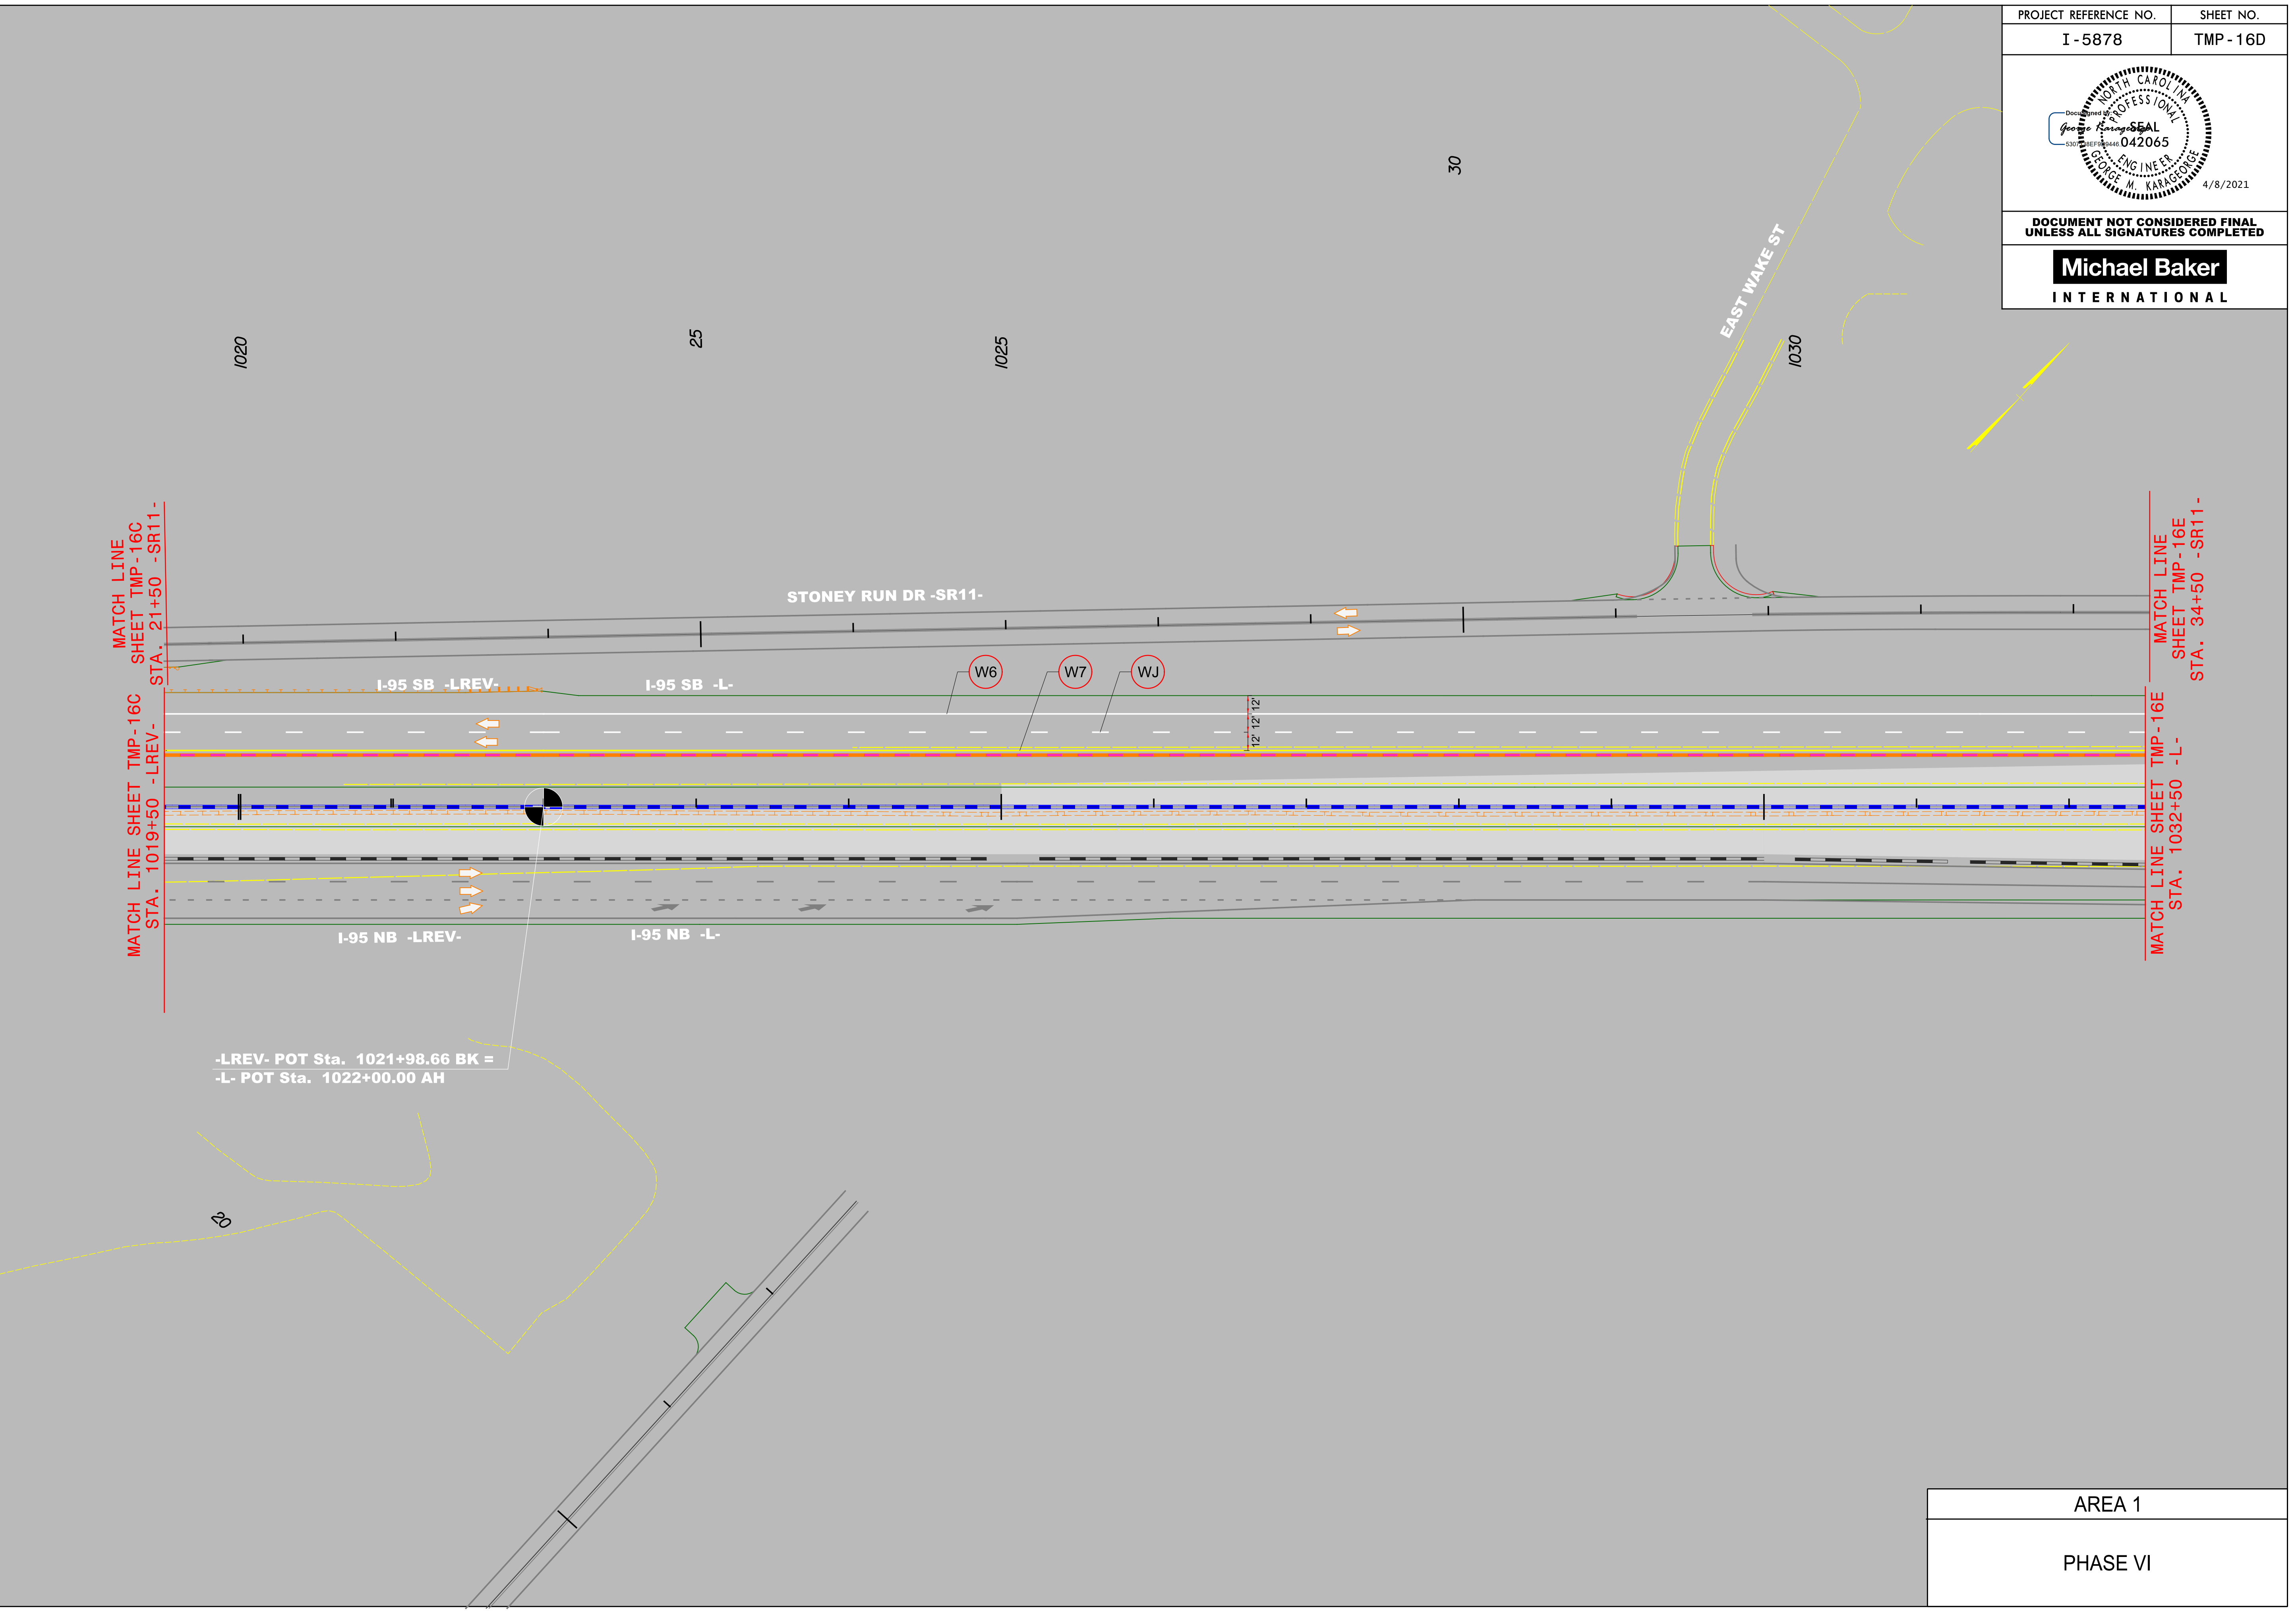 PROJECT REFERENCE NO.
SHEET NO.
I-5878
TMP-16D
NORTH CAROLINA
PROFESSIONAL
SEAL
042065
ENGINEER
GEORGE M. KARAGEORGE
4/8/2021
DOCUMENT NOT CONSIDERED FINAL
UNLESS ALL SIGNATURES COMPLETED
Michael Baker
INTERNATIONAL
30
EAST WAKE ST
1020
25
1025
1030
MATCH LINE
SHEET TMP-16C
STA. 21+50 -SR11-
MATCH LINE
SHEET TMP-16E
STA. 34+50 -SR11-
STONEY RUN DR -SR11-
W6
W7
WJ
I-95 SB -LREV-
I-95 SB -L-
12' 12' 12'
MATCH LINE SHEET TMP-16C
STA. 1019+50 -LREV-
MATCH LINE SHEET TMP-16E
STA. 1032+50 -L-
I-95 NB -LREV-
I-95 NB -L-
-LREV- POT Sta. 1021+98.66 BK =
-L- POT Sta. 1022+00.00 AH
20
AREA 1
PHASE VI